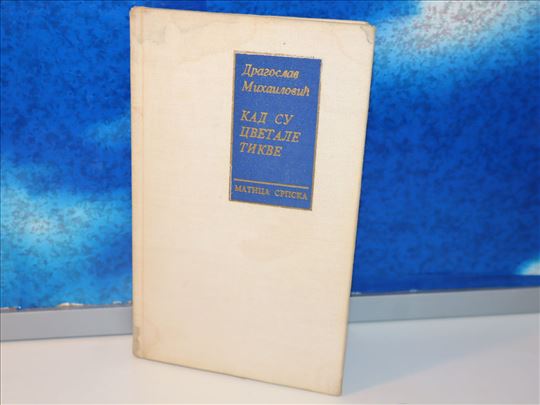 Драгослав
Михаиловић
КАД СУ
ЦВЕТАЛЕ
ТИКВЕ
МАТИЦА СРПСКА